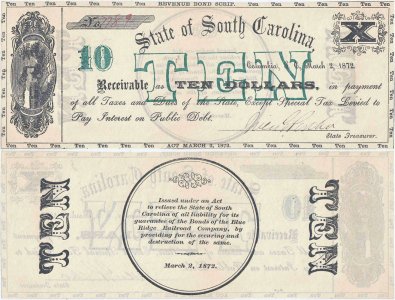 Ten Ten Ten Ten Ten REVENUE BOND SCRIP. Ten Ten Ten Ten Ten
No.
State of South Carolina
X
10
TEN
Columbia, S.C. March 2, 1872.
Receivable as TEN DOLLARS, in payment
of all Taxes and Dues of the State, Except Special Tax Levied to
Pay Interest on Public Debt.
State Treasurer.
Ten Ten Ten Ten Ten ACT MARCH 2, 1872. Ten Ten Ten Ten Ten
TEN
Issued under an Act
to relieve the State of South
Carolina of all liability for its
guarantee of the Bonds of the Blue
Ridge Railroad Company, by
providing for the securing and
destruction of the same.
March 2, 1872.
TEN